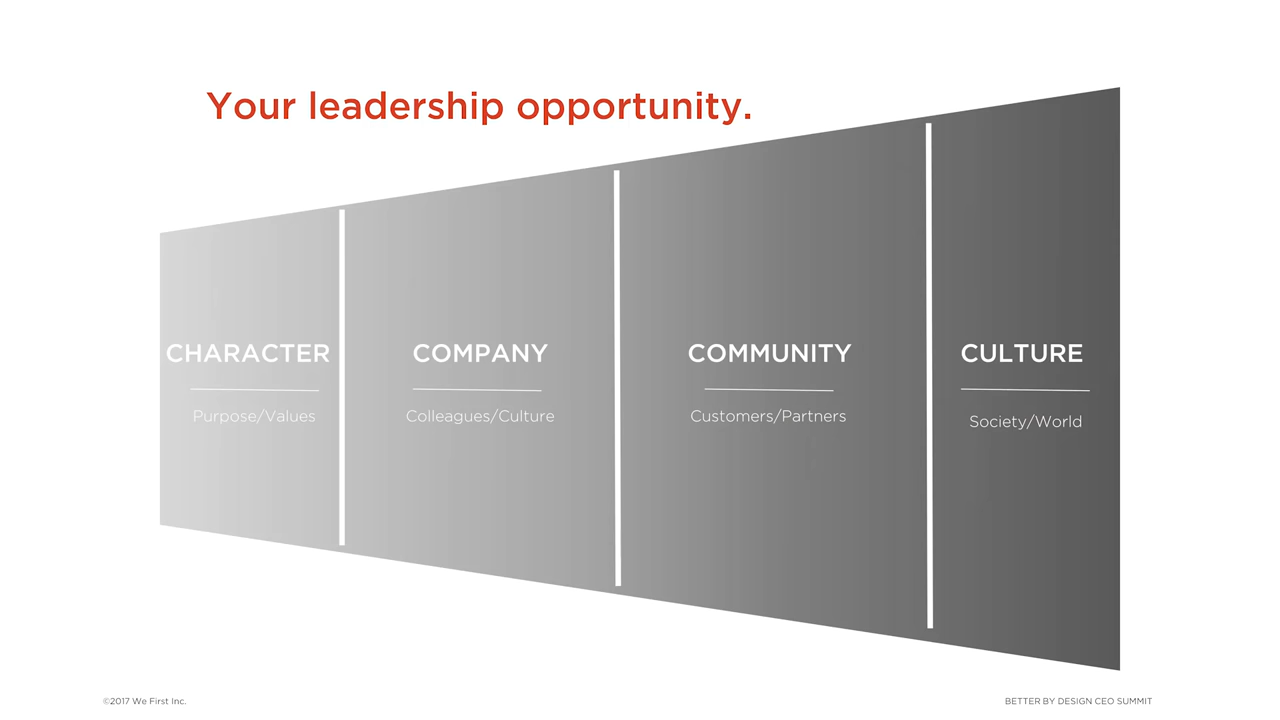 Your leadership opportunity.
CHARACTER
Purpose/Values
COMPANY
Colleagues/Culture
COMMUNITY
Customers/Partners
CULTURE
Society/World
©2017 We First Inc.
BETTER BY DESIGN CEO SUMMIT